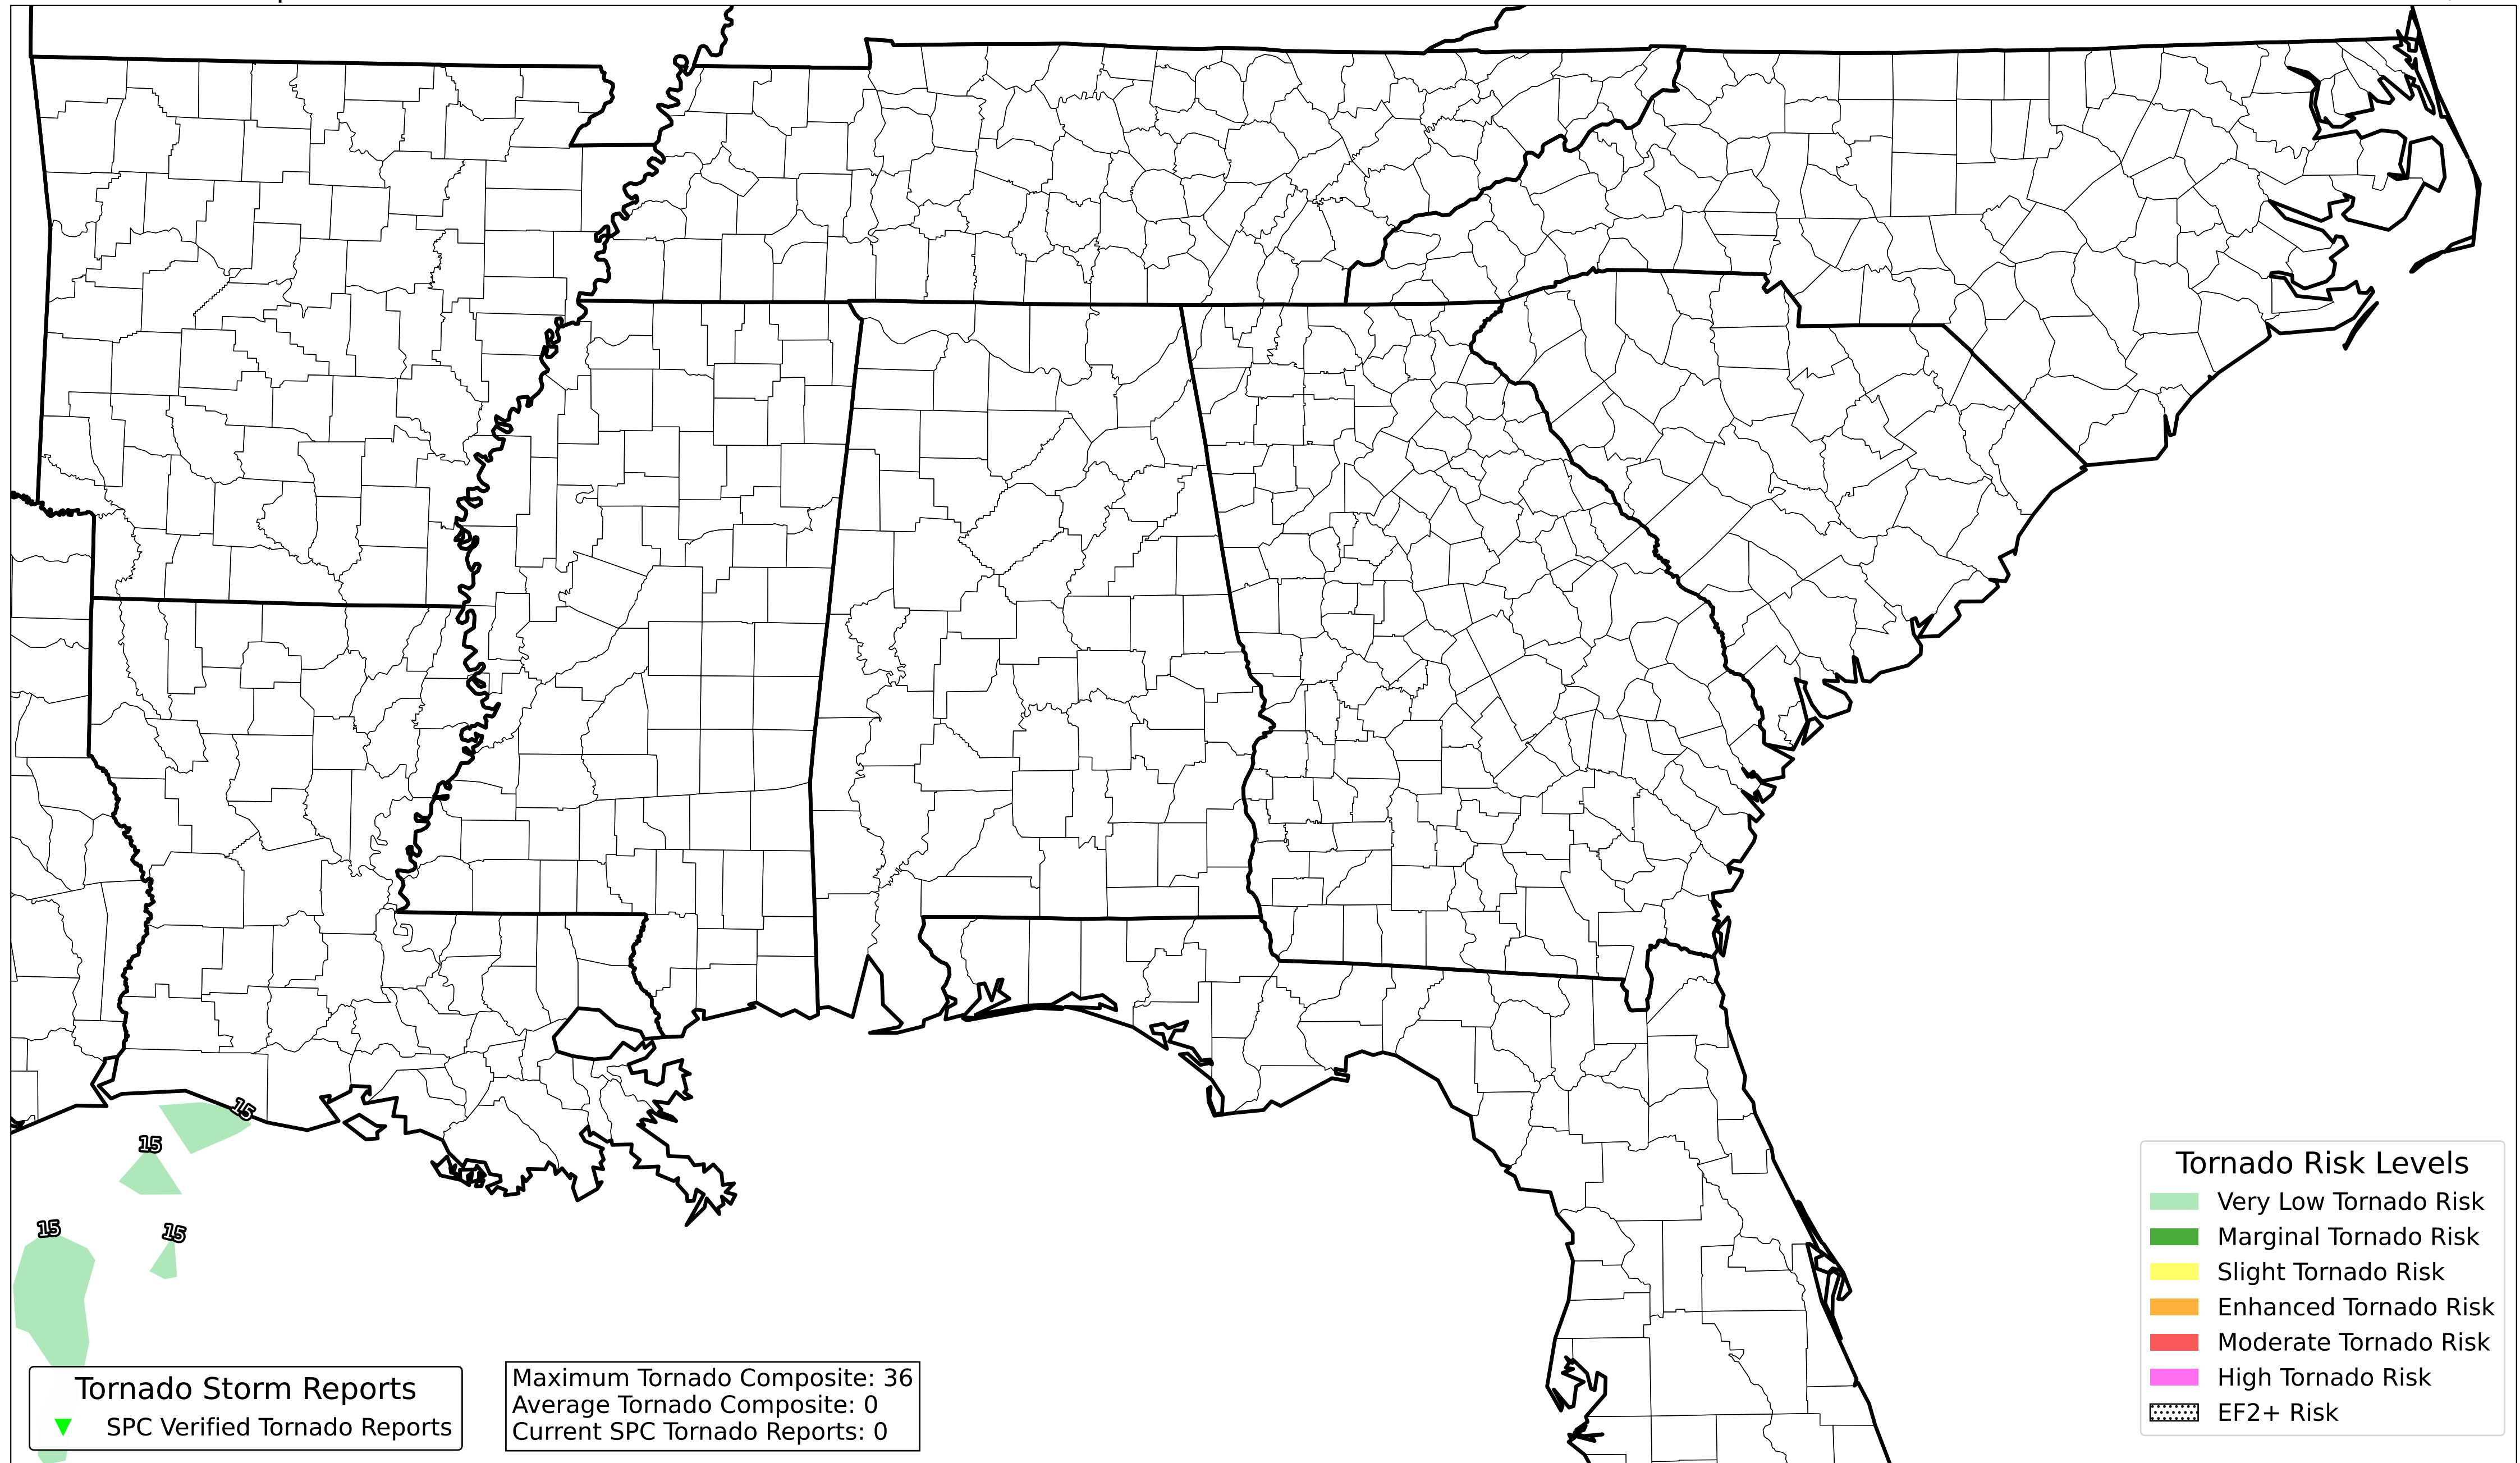 15
15
15
15
Tornado Storm Reports
SPC Verified Tornado Reports
Maximum Tornado Composite: 36
Average Tornado Composite: 0
Current SPC Tornado Reports: 0
Tornado Risk Levels
Very Low Tornado Risk
Marginal Tornado Risk
Slight Tornado Risk
Enhanced Tornado Risk
Moderate Tornado Risk
High Tornado Risk
EF2+ Risk